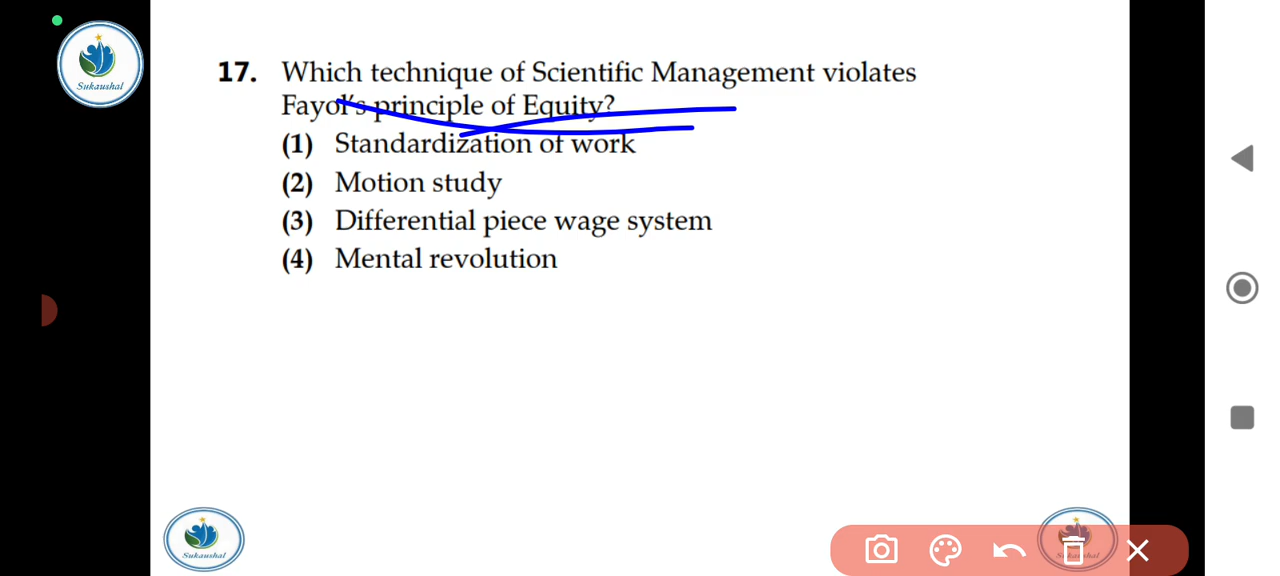 Sukaushal
17. Which technique of Scientific Management violates
Fayol's principle of Equity?
(1) Standardization of work
(2) Motion study
(3) Differential piece wage system
(4) Mental revolution
Sukaushal
Sukaushal